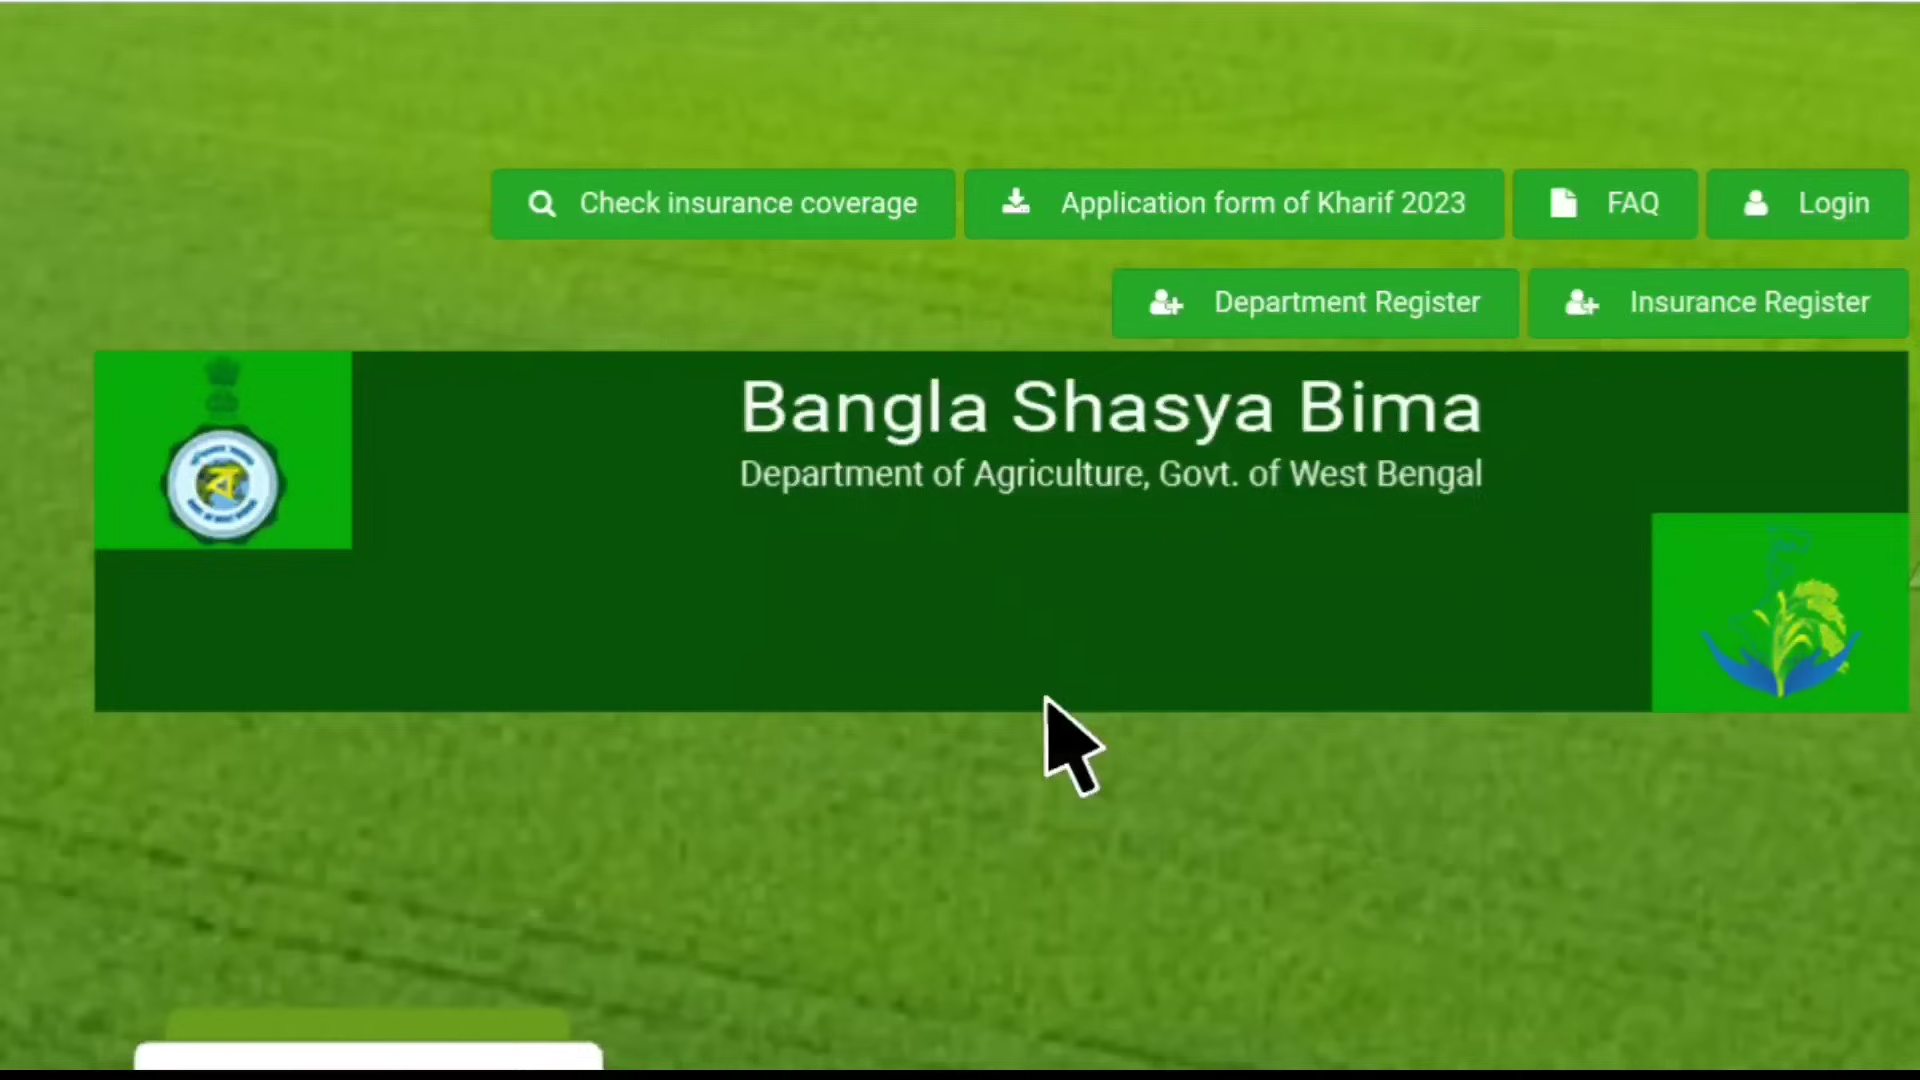 Check insurance coverage
Application form of Kharif 2023
FAQ
Login
Department Register
Insurance Register
Bangla Shasya Bima
Department of Agriculture, Govt. of West Bengal
ব